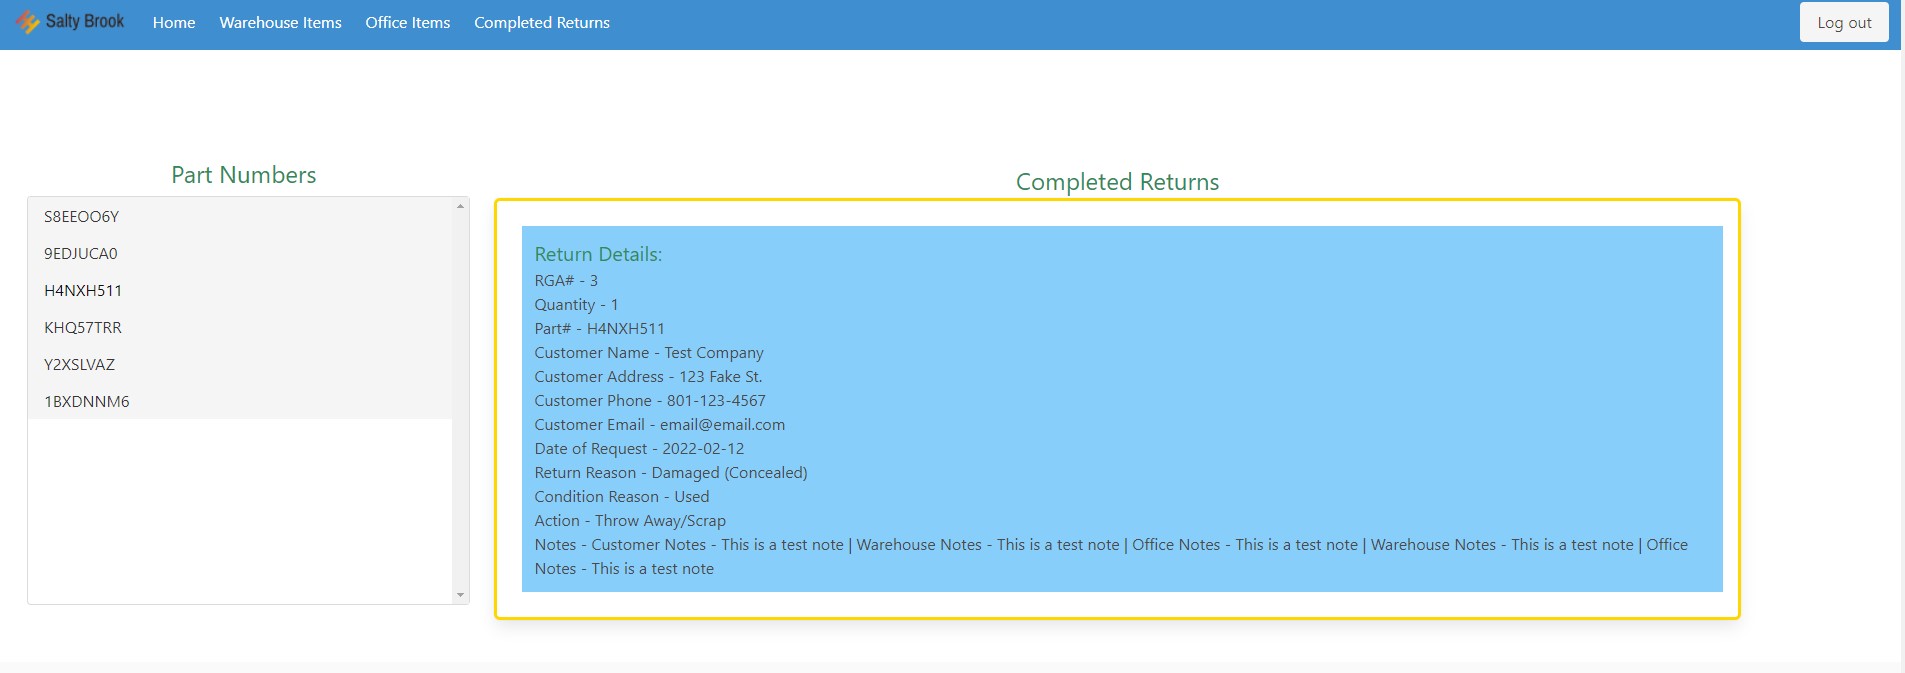 Salty Brook
Home
Warehouse Items
Office Items
Completed Returns
Log out
Part Numbers
S8EEOO6Y
9EDJUCA0
H4NXH511
KHQ57TRR
Y2XSLVAZ
1BXDNNM6
Completed Returns
Return Details:
RGA# - 3
Quantity - 1
Part# - H4NXH511
Customer Name - Test Company
Customer Address - 123 Fake St.
Customer Phone - 801-123-4567
Customer Email - email@email.com
Date of Request - 2022-02-12
Return Reason - Damaged (Concealed)
Condition Reason - Used
Action - Throw Away/Scrap
Notes - Customer Notes - This is a test note | Warehouse Notes - This is a test note | Office Notes - This is a test note | Warehouse Notes - This is a test note | Office
Notes - This is a test note